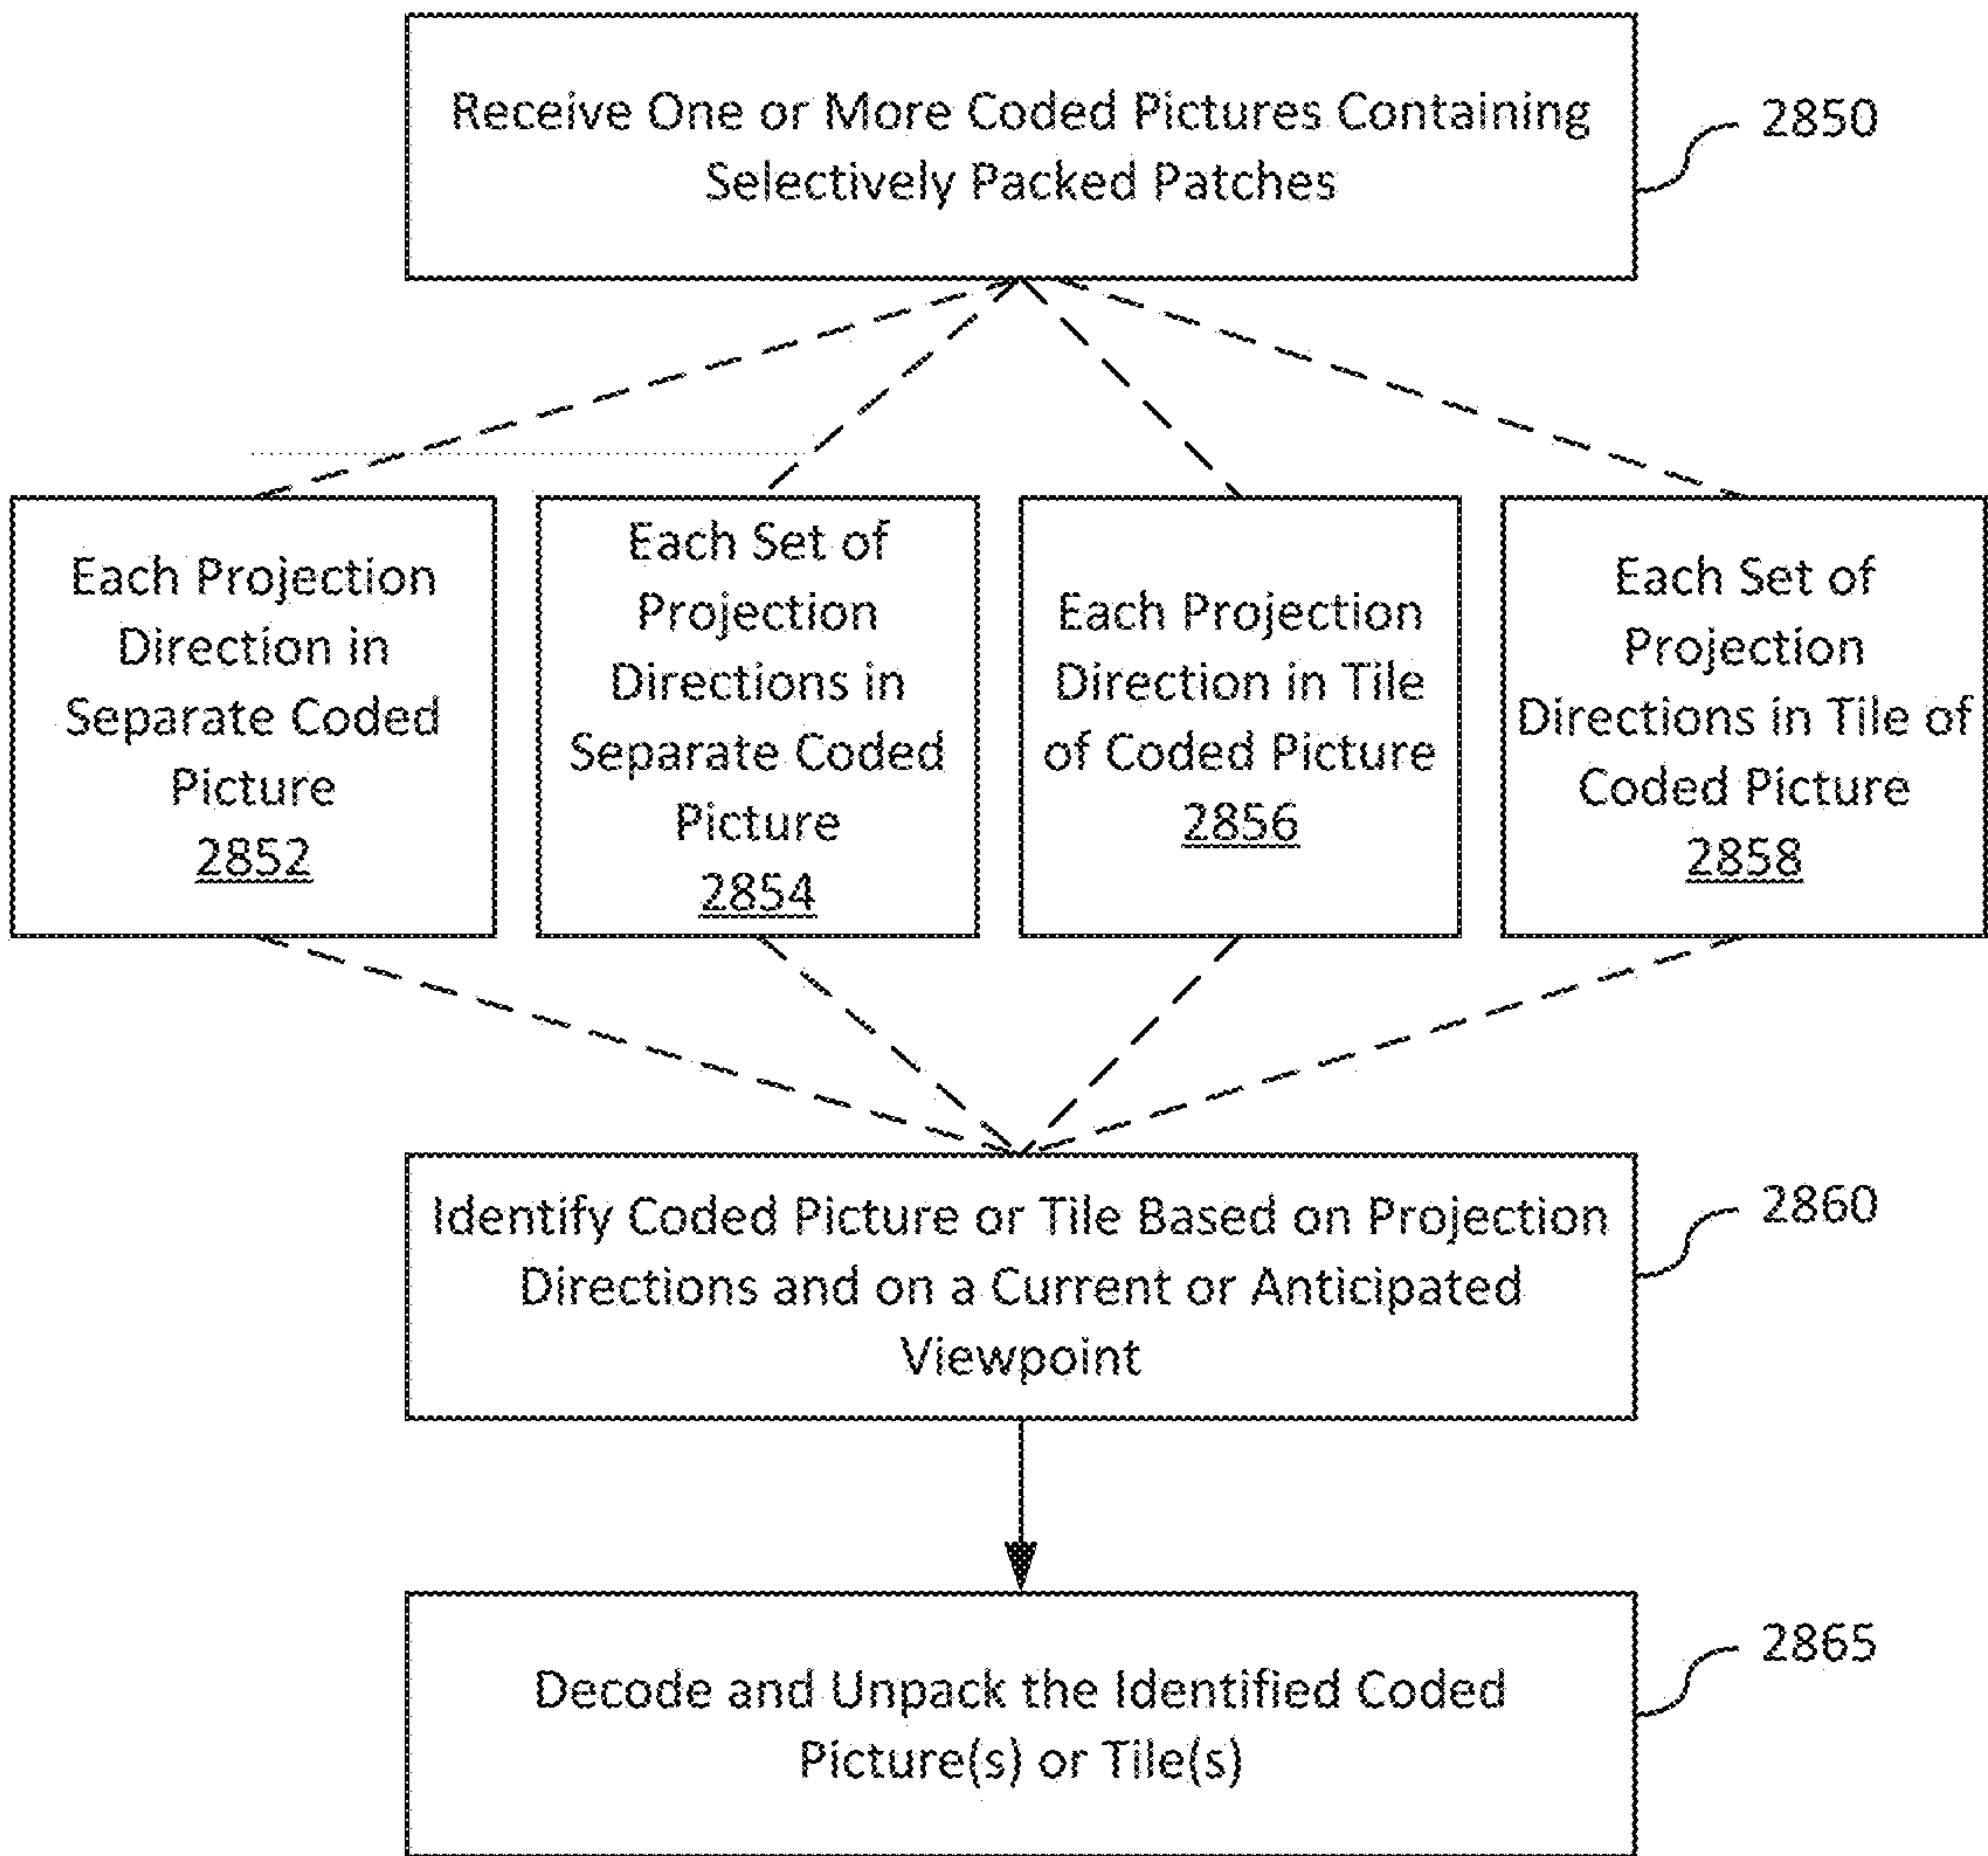 Receive One or More Coded Pictures Containing
Selectively Packed Patches
2850
Each Projection
Direction in
Separate Coded
Picture
2852
Each Set of
Projection
Directions in
Separate Coded
Picture
2854
Each Projection
Direction in Tile
of Coded Picture
2856
Each Set of
Projection
Directions in Tile of
Coded Picture
2858
Identify Coded Picture or Tile Based on Projection
Directions and on a Current or Anticipated
Viewpoint
2860
Decode and Unpack the Identified Coded
Picture(s) or Tile(s)
2865